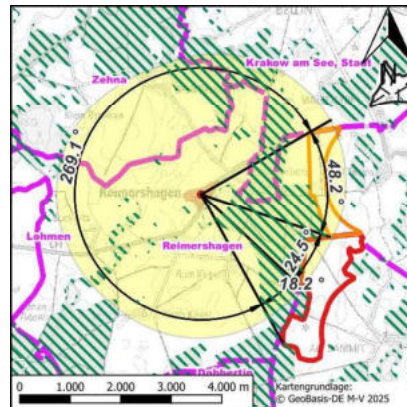 Krakow am See, Stadt
Zehna
N
269.1 °
48.2 °
Reimershagen
Lohmen
Reimershagen
24.5 °
18.2 °
Dobbertin
0 1.000 2.000 3.000 4.000 m
Kartengrundlage:
© GeoBasis-DE M-V 2025